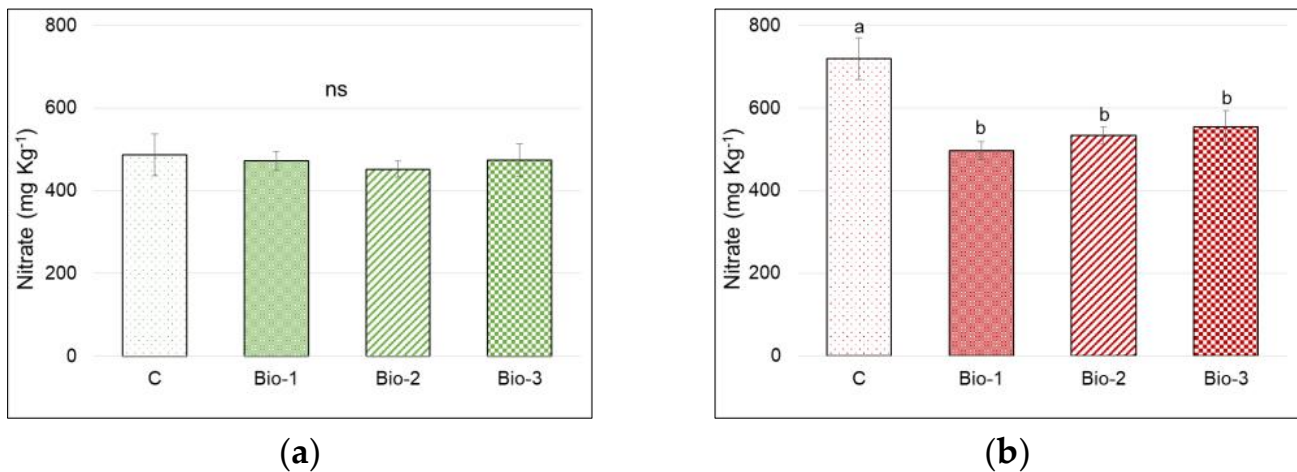 800
600
400
200
0
Nitrate (mg Kg⁻¹)
ns
C
Bio-1
Bio-2
Bio-3
(a)
800
600
400
200
0
Nitrate (mg Kg⁻¹)
a
b
b
b
C
Bio-1
Bio-2
Bio-3
(b)